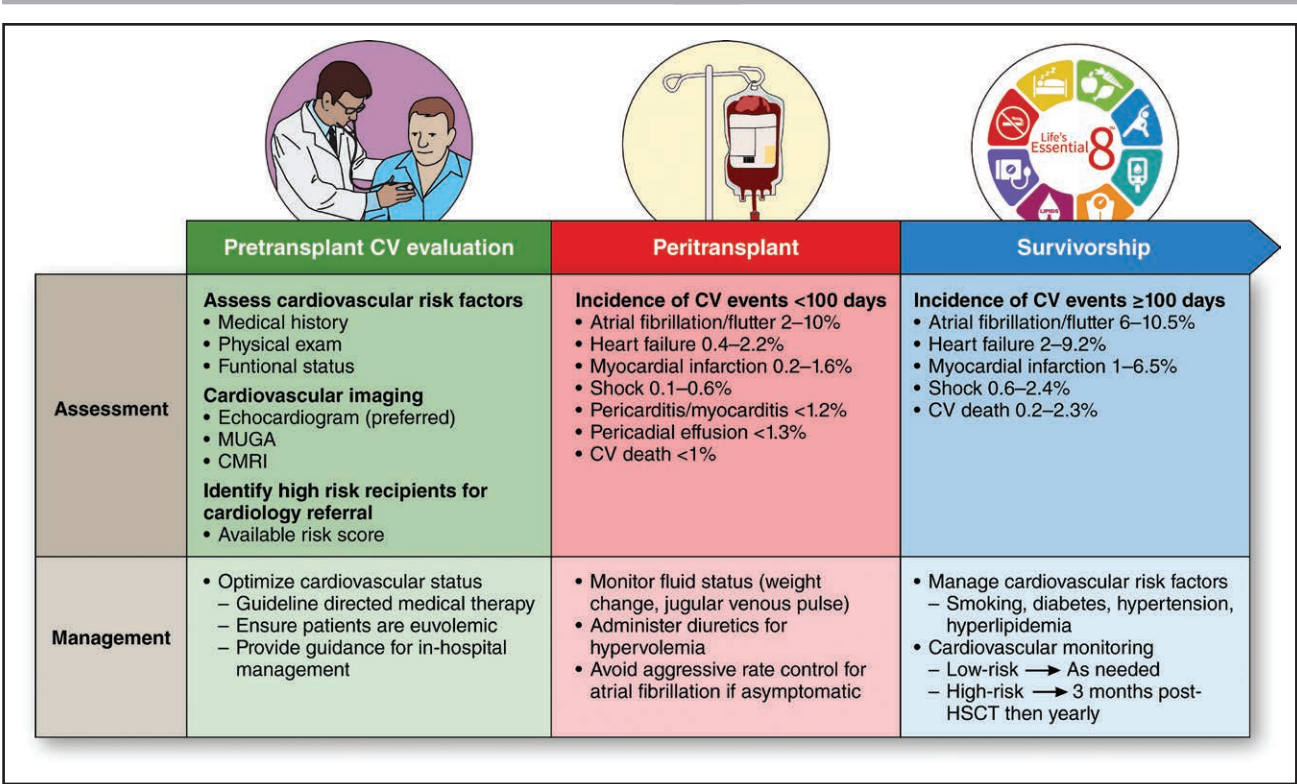 Life's
Essential 8™
LIPIDS
Pretransplant CV evaluation
Peritransplant
Survivorship
Assessment
Assess cardiovascular risk factors
• Medical history
• Physical exam
• Funtional status
Cardiovascular imaging
• Echocardiogram (preferred)
• MUGA
• CMRI
Identify high risk recipients for
cardiology referral
• Available risk score
Incidence of CV events <100 days
• Atrial fibrillation/flutter 2–10%
• Heart failure 0.4–2.2%
• Myocardial infarction 0.2–1.6%
• Shock 0.1–0.6%
• Pericarditis/myocarditis <1.2%
• Pericadial effusion <1.3%
• CV death <1%
Incidence of CV events ≥100 days
• Atrial fibrillation/flutter 6–10.5%
• Heart failure 2–9.2%
• Myocardial infarction 1–6.5%
• Shock 0.6–2.4%
• CV death 0.2–2.3%
Management
• Optimize cardiovascular status
– Guideline directed medical therapy
– Ensure patients are euvolemic
– Provide guidance for in-hospital
management
• Monitor fluid status (weight
change, jugular venous pulse)
• Administer diuretics for
hypervolemia
• Avoid aggressive rate control for
atrial fibrillation if asymptomatic
• Manage cardiovascular risk factors
– Smoking, diabetes, hypertension,
hyperlipidemia
• Cardiovascular monitoring
– Low-risk → As needed
– High-risk → 3 months post-
HSCT then yearly